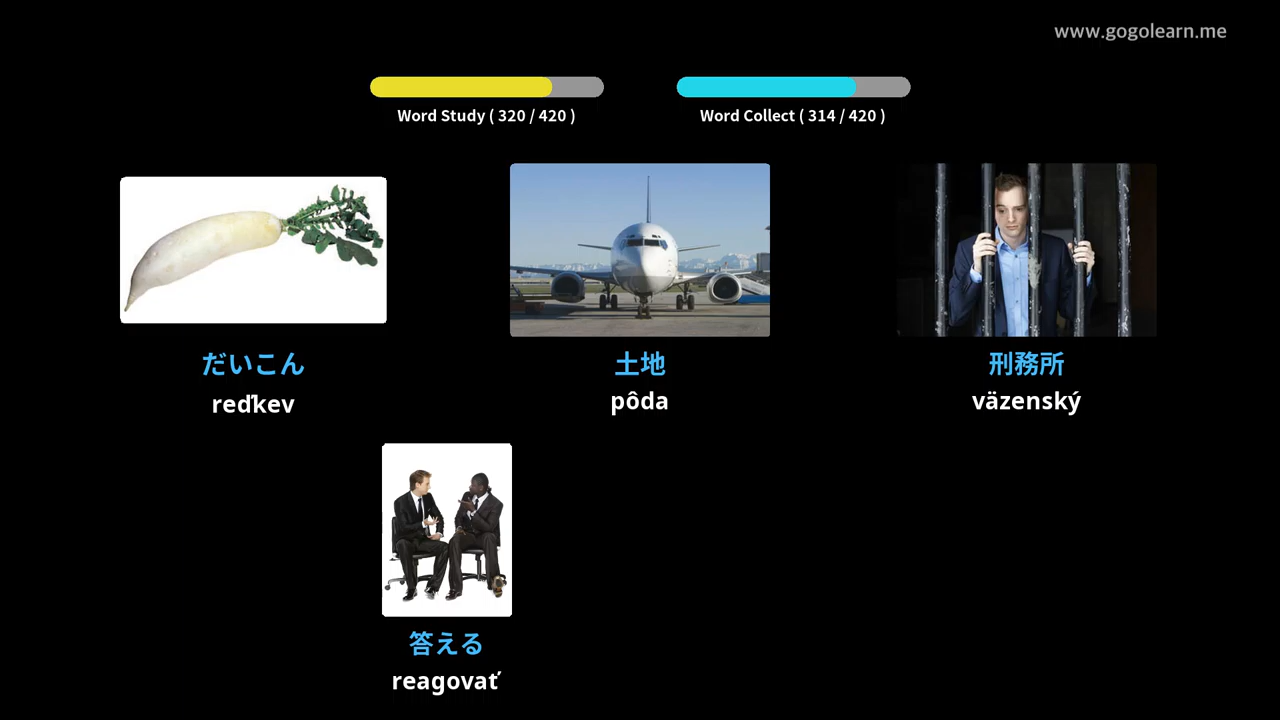 www.gogolearn.me
Word Study ( 320 / 420 )
Word Collect ( 314 / 420 )
だいこん
土地
刑務所
reďkev
pôda
väzenský
答える
reagovať